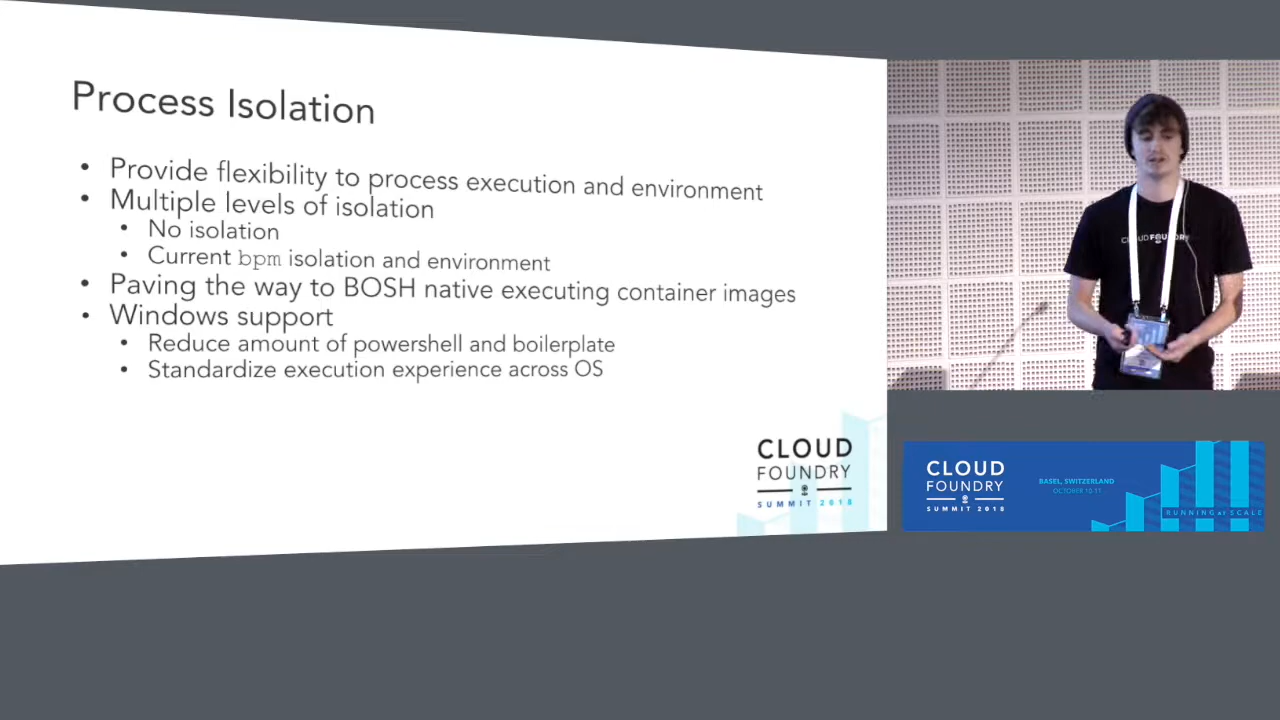 Process Isolation
• Provide flexibility to process execution and environment
• Multiple levels of isolation
• No isolation
• Current bpm isolation and environment
• Paving the way to BOSH native executing container images
• Windows support
• Reduce amount of powershell and boilerplate
• Standardize execution experience across OS
CLOUD
FOUNDRY
SUMMIT 2018
CLOUD FOUNDRY
CLOUD
FOUNDRY
SUMMIT 2018
BASEL, SWITZERLAND
OCTOBER 10-11
RUNNING AT SCALE